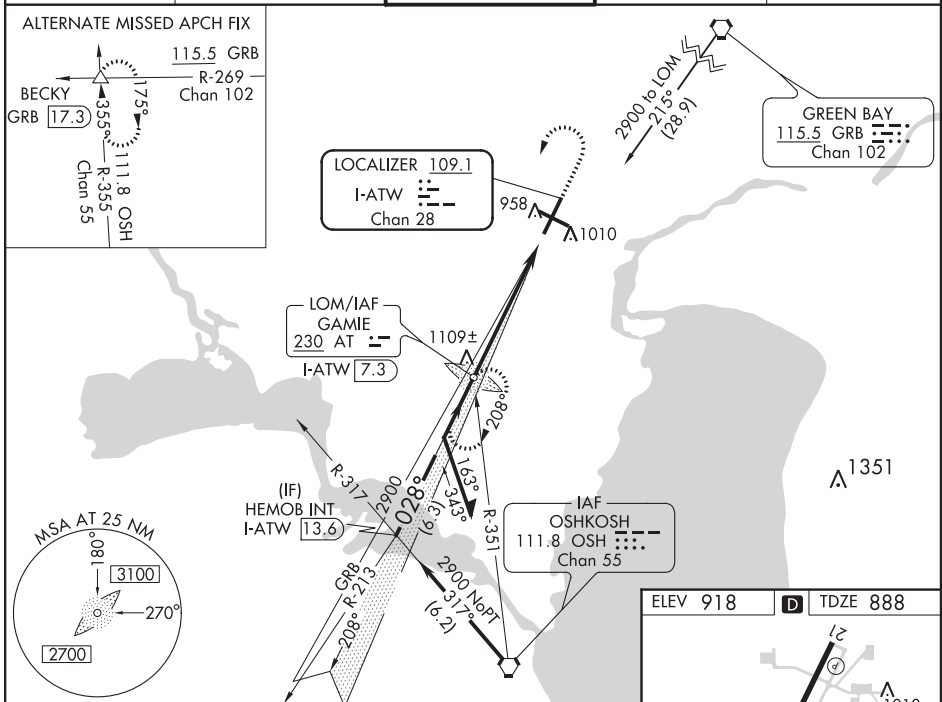 ALTERNATE MISSED APCH FIX
115.5 GRB
R-269
Chan 102
BECKY
GRB 17.3
175°
355°
R-355
Chan 55
111.8 OSH
2900 to LOM
215°
(28.9)
GREEN BAY
115.5 GRB
Chan 102
LOCALIZER 109.1
I-ATW
Chan 28
958
1010
LOM/IAF
GAMIE
230 AT
I-ATW 7.3
1109±
208°
R-317
2900
028°
(6.3)
163°
343°
R-351
1351
(IF)
HEMOB INT
I-ATW 13.6
IAF
OSHKOSH
111.8 OSH
Chan 55
MSA AT 25 NM
180°
3100
270°
2700
GRB
R-213
208°
2900 NoPT
317°
(6.2)
ELEV 918
D
TDZE 888
21
P
1010